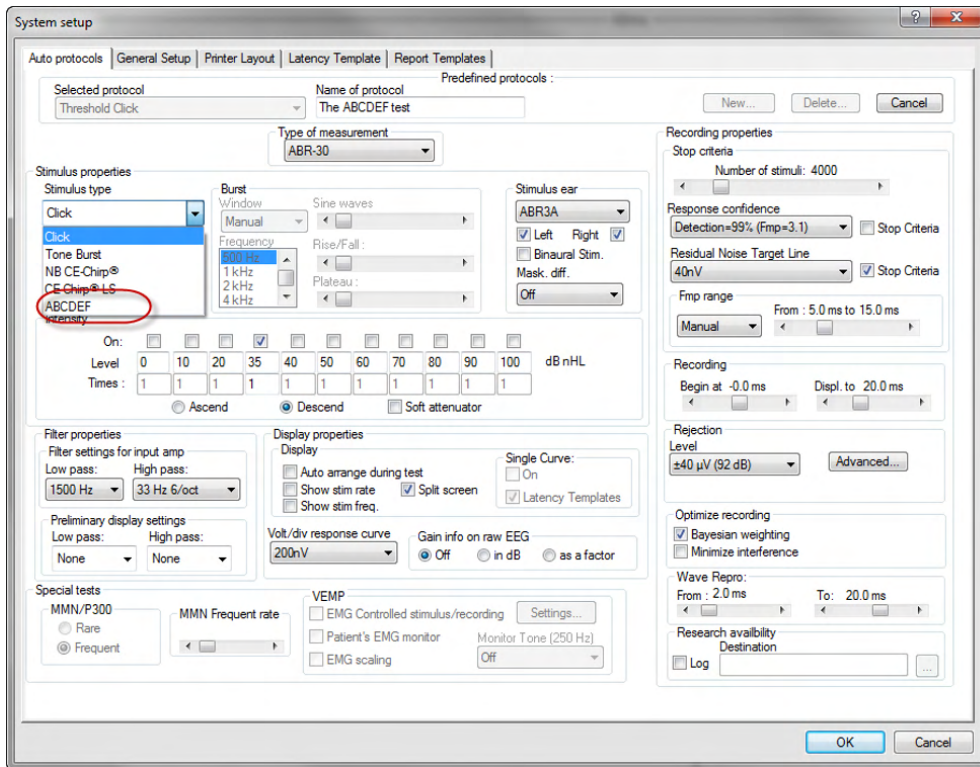 System setup
Auto protocols General Setup Printer Layout Latency Template Report Templates
Predefined protocols :
Selected protocol
Threshold Click
Name of protocol
The ABCDEF test
New... Delete... Cancel
Type of measurement
ABR-30
Stimulus properties
Stimulus type
Click
Click
Tone Burst
NB CE-Chirp®
CE-Chirp® LS
ABCDEF
Burst
Window
Manual
Sine waves
Frequency
500 Hz
1 kHz
2 kHz
4 kHz
Rise/Fall :
Plateau :
Stimulus ear
ABR3A
Left Right
Binaural Stim.
Mask. diff.
Off
Intensity
On:
Level 0 10 20 35 40 50 60 70 80 90 100 dB nHL
Times : 1 1 1 1 1 1 1 1 1 1 1
Ascend Descend Soft attenuator
Filter properties
Filter settings for input amp
Low pass: High pass:
1500 Hz 33 Hz 6/oct
Preliminary display settings
Low pass: High pass:
None None
Display properties
Display
Auto arrange during test
Show stim rate Split screen
Show stim freq.
Single Curve:
On
Latency Templates
Volt/div response curve
200nV
Gain info on raw EEG
Off in dB as a factor
Special tests
MMN/P300
Rare
Frequent
MMN Frequent rate
VEMP
EMG Controlled stimulus/recording Settings...
Patient's EMG monitor
EMG scaling
Monitor Tone (250 Hz)
Off
Recording properties
Stop criteria
Number of stimuli: 4000
Response confidence
Detection=99% (Fmp=3.1) Stop Criteria
Residual Noise Target Line
40nV Stop Criteria
Fmp range
Manual
From : 5.0 ms to 15.0 ms
Recording
Begin at -0.0 ms Displ. to 20.0 ms
Rejection
Level
±40 µV (92 dB) Advanced...
Optimize recording
Bayesian weighting
Minimize interference
Wave Repro:
From : 2.0 ms To: 20.0 ms
Research availbility
Destination
Log ...
OK Cancel